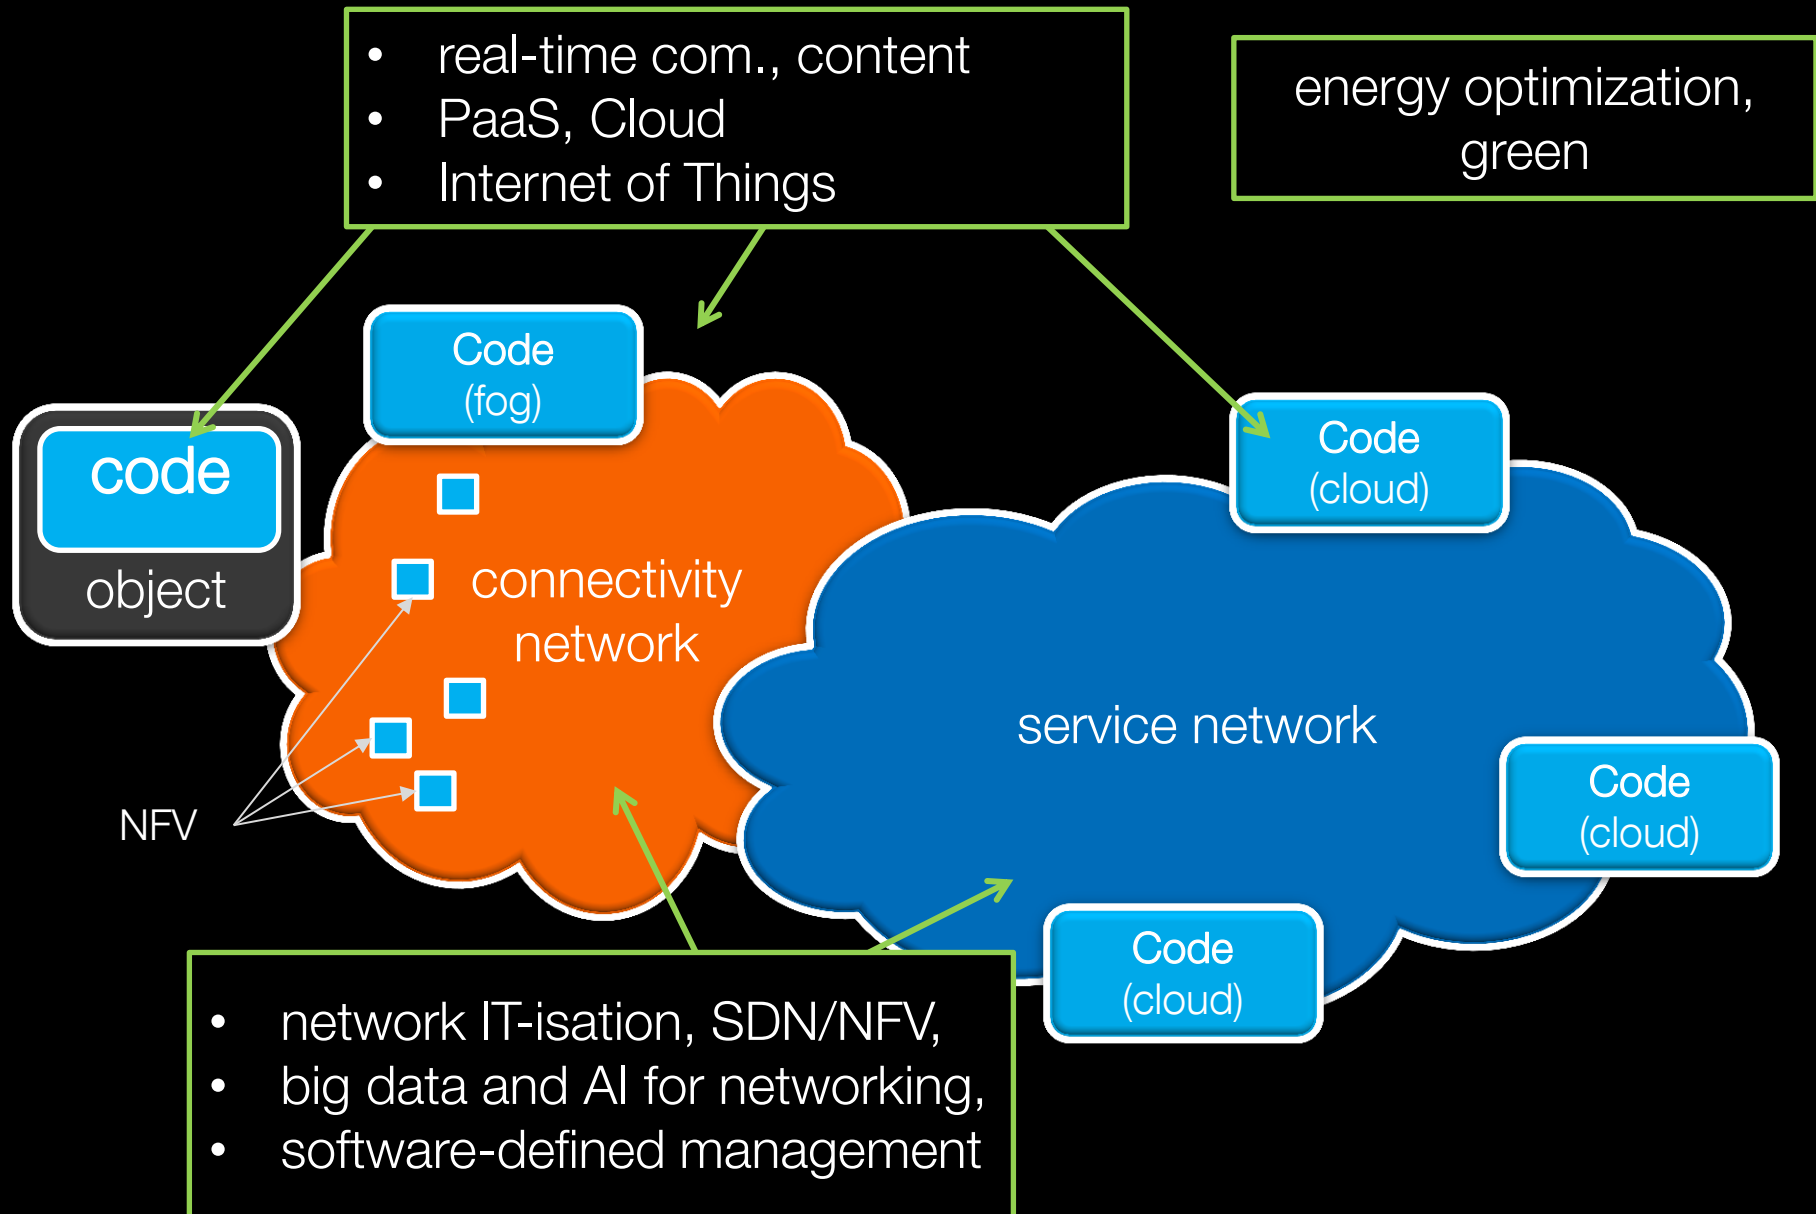 • real-time com., content
• PaaS, Cloud
• Internet of Things
energy optimization,
green
Code
(fog)
code
object
connectivity
network
Code
(cloud)
service network
NFV
Code
(cloud)
Code
(cloud)
• network IT-isation, SDN/NFV,
• big data and AI for networking,
• software-defined management